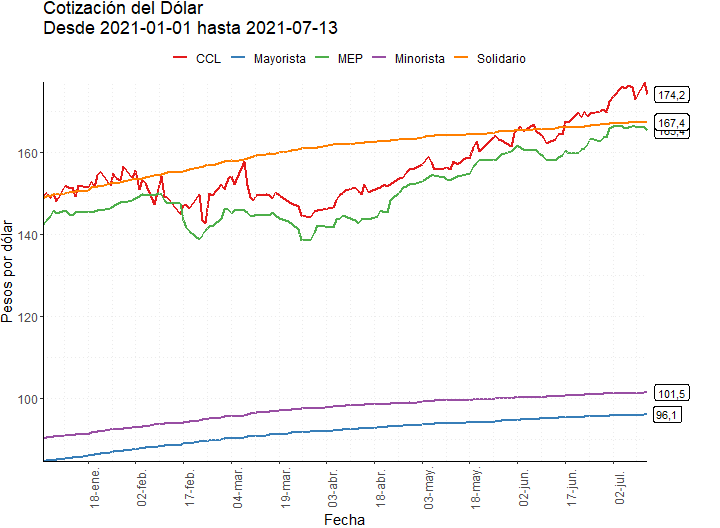 Cotización del Dólar
Desde 2021-01-01 hasta 2021-07-13
CCL Mayorista MEP Minorista Solidario
174,2
167,4
160
140
Pesos por dólar
120
101,5
100
96,1
18-ene.
02-feb.
17-feb.
04-mar.
19-mar.
03-abr.
18-abr.
03-may.
18-may.
02-jun.
17-jun.
02-jul.
Fecha